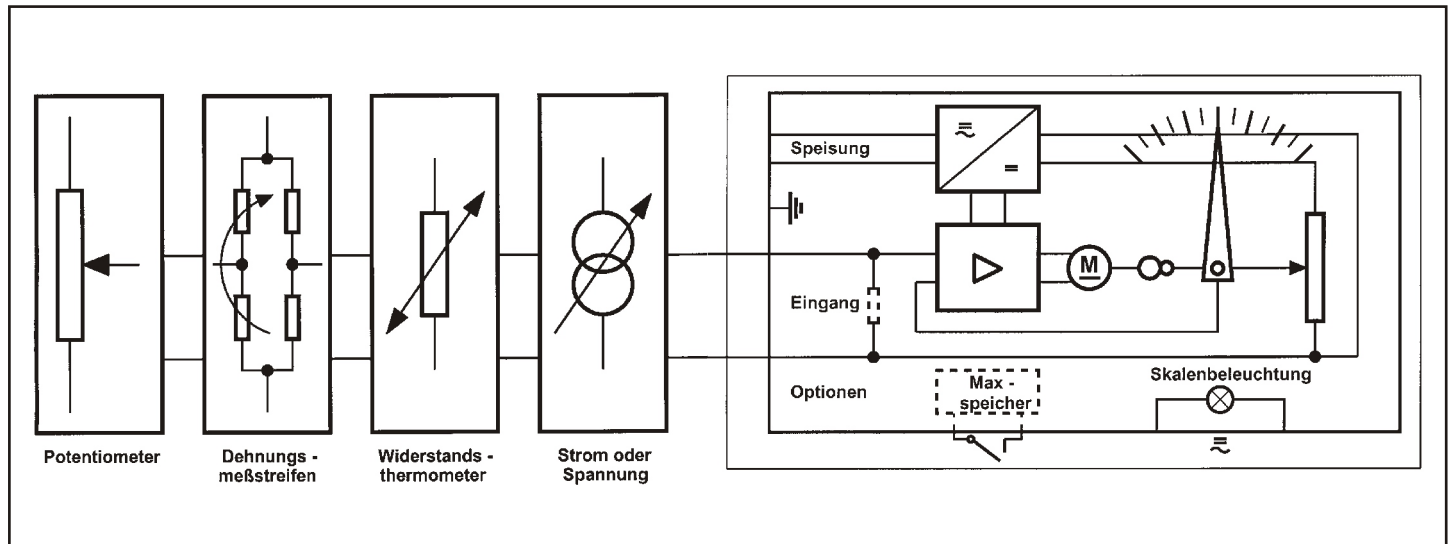 Speisung
Eingang
M
Optionen
Max -
speicher
Skalenbeleuchtung
Potentiometer
Dehnungs -
meßstreifen
Widerstands -
thermometer
Strom oder
Spannung